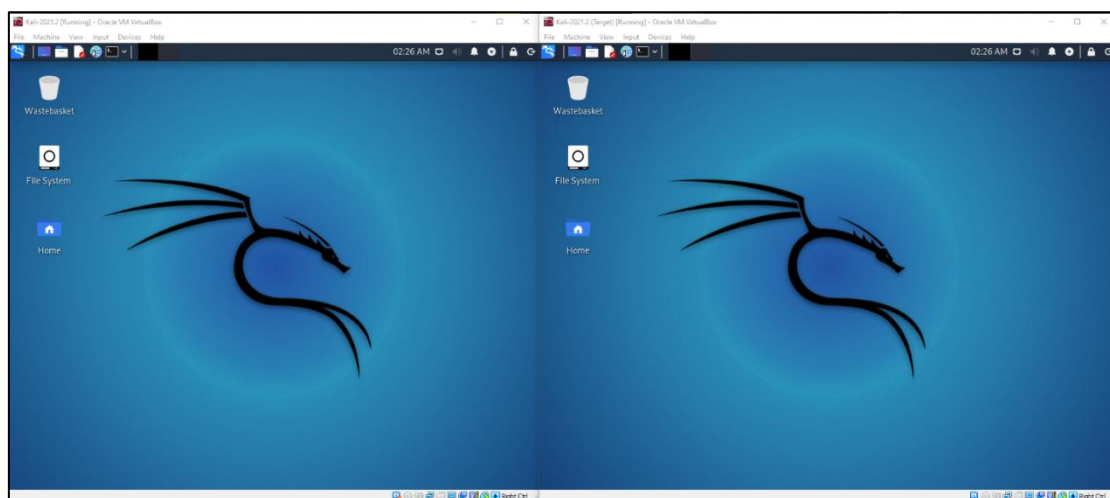 Kali-2021.2 [Running] - Oracle VM VirtualBox
File Machine View Input Devices Help
02:26 AM
Wastebasket
File System
Home
Right Ctrl
Kali-2021.2 (Target) [Running] - Oracle VM VirtualBox
File Machine View Input Devices Help
02:26 AM
Wastebasket
File System
Home
Right Ctrl